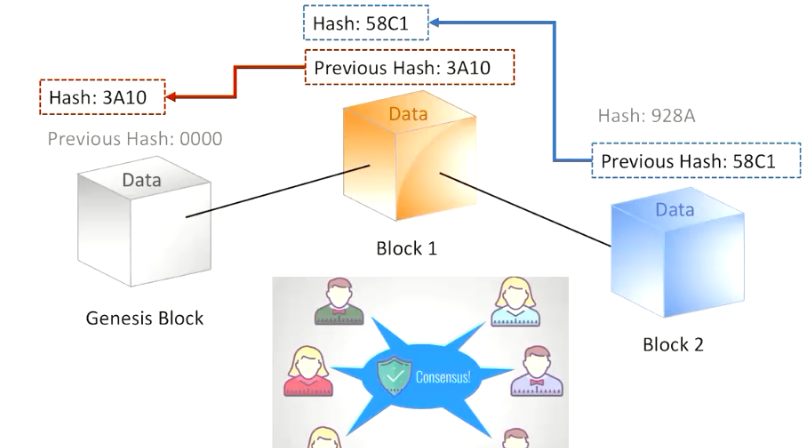 Hash: 58C1
Previous Hash: 3A10
Hash: 3A10
Previous Hash: 0000
Data
Data
Hash: 928A
Previous Hash: 58C1
Data
Genesis Block
Block 1
Block 2
Consensus!